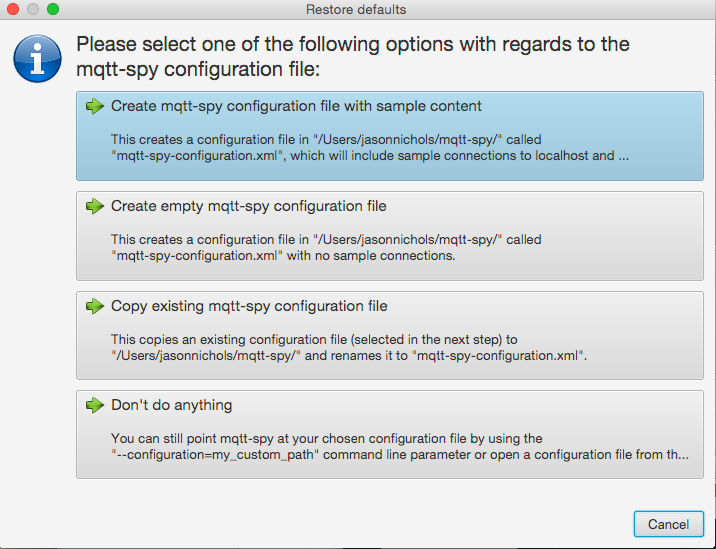 Restore defaults
Please select one of the following options with regards to the
mqtt-spy configuration file:
Create mqtt-spy configuration file with sample content
This creates a configuration file in "/Users/jasonnichols/mqtt-spy/" called
"mqtt-spy-configuration.xml", which will include sample connections to localhost and ...
Create empty mqtt-spy configuration file
This creates a configuration file in "/Users/jasonnichols/mqtt-spy/" called
"mqtt-spy-configuration.xml" with no sample connections.
Copy existing mqtt-spy configuration file
This copies an existing configuration file (selected in the next step) to
"/Users/jasonnichols/mqtt-spy/" and renames it to "mqtt-spy-configuration.xml".
Don't do anything
You can still point mqtt-spy at your chosen configuration file by using the
"--configuration=my_custom_path" command line parameter or open a configuration file from th...
Cancel